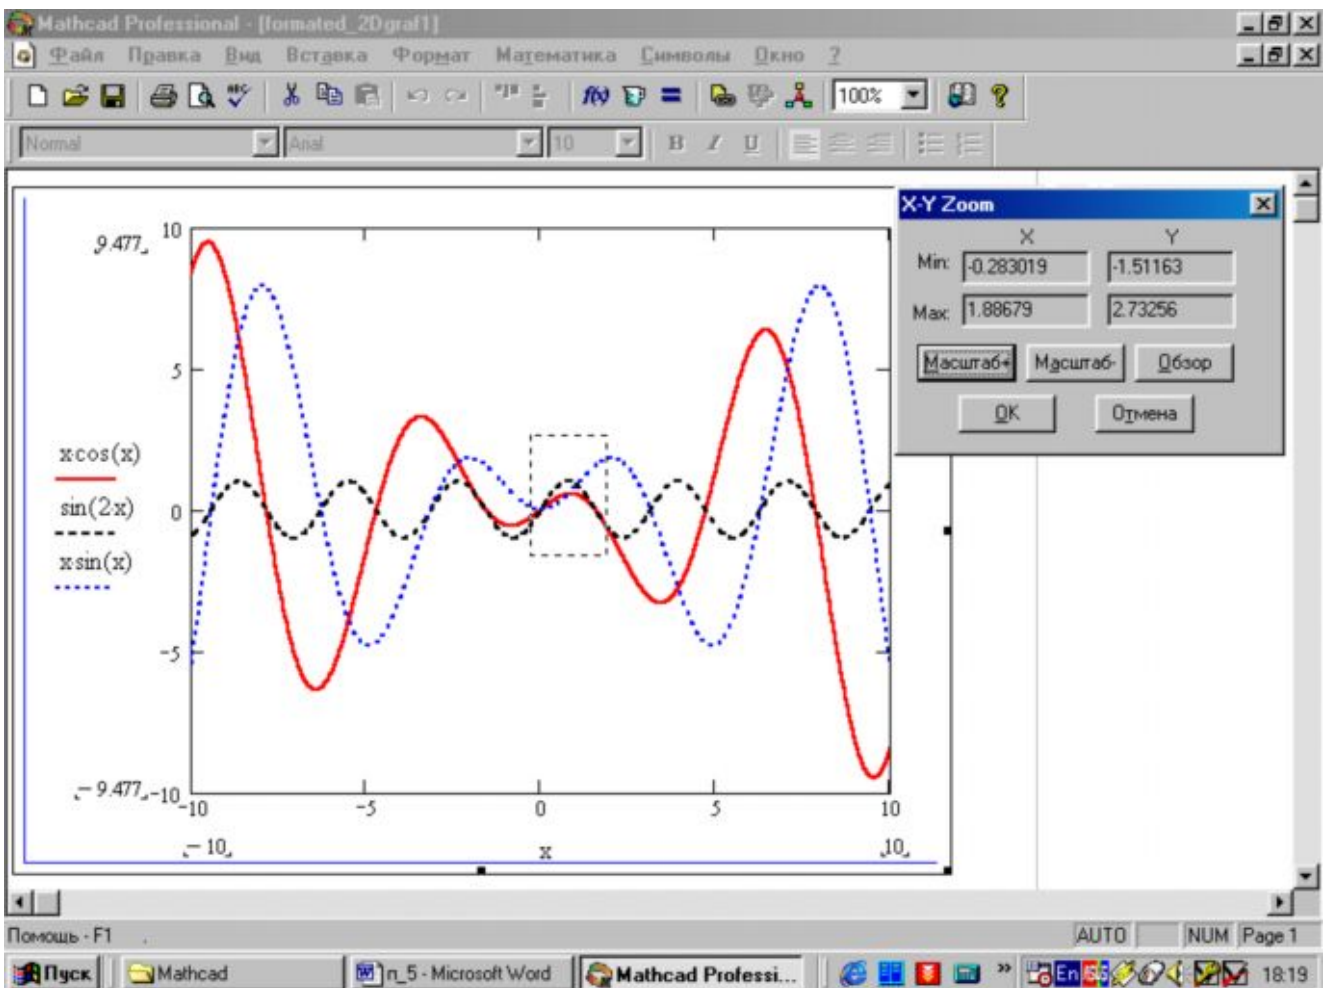 Mathcad Professional - [formated_2Dgraf1]
Файл Правка Вид Вставка Формат Математика Символы Окно ?
ABC f(x) 100% ?
Normal Arial 10 B I U
X-Y Zoom
X Y
Min: -0.283019 -1.51163
Max: 1.88679 2.73256
Масштаб+ Масштаб- Обзор
OK Отмена
9.477 10
5
x·cos(x)
sin(2·x)
x·sin(x)
0
−5
−9.477 −10
−10 −5 0 5 10
−10 x 10
Помощь - F1 AUTO NUM Page 1
Пуск Mathcad n_5 - Microsoft Word Mathcad Professi... » En 18:19